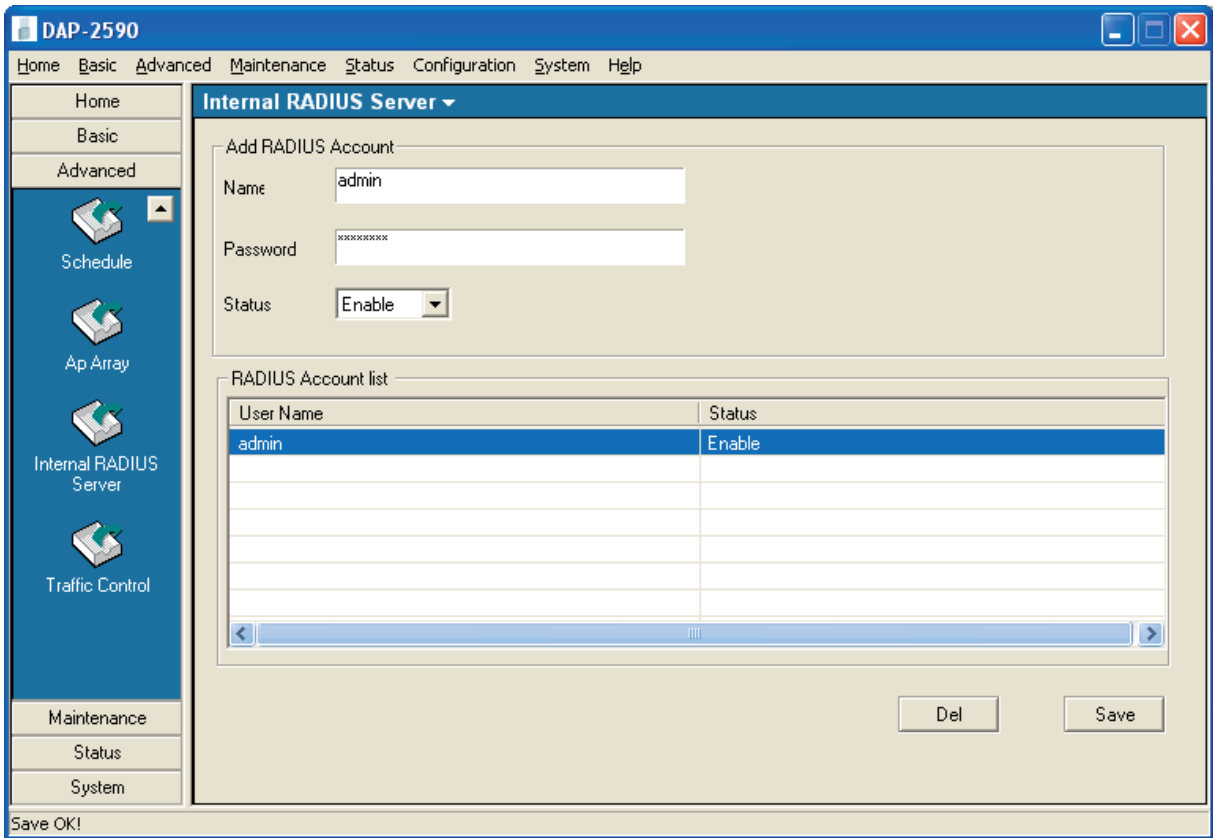 DAP-2590
Home Basic Advanced Maintenance Status Configuration System Help
Home
Basic
Advanced
Schedule
Ap Array
Internal RADIUS
Server
Traffic Control
Maintenance
Status
System
Internal RADIUS Server
Add RADIUS Account
Name admin
Password ********
Status Enable
RADIUS Account list
User Name Status
admin Enable
Del Save
Save OK!